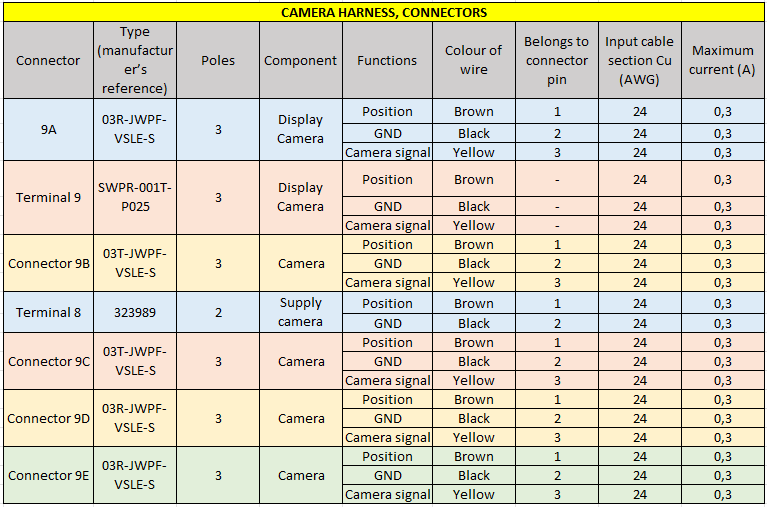 CAMERA HARNESS, CONNECTORS
Connector
Type
(manufactur
er's
reference)
Poles
Component
Functions
Colour of
wire
Belongs to
connector
pin
Input cable
section Cu
(AWG)
Maximum
current (A)
9A
03R-JWPF-
VSLE-S
3
Display
Camera
Position Brown 1 24 0,3
GND Black 2 24 0,3
Camera signal Yellow 3 24 0,3
Terminal 9
SWPR-001T-
P025
3
Display
Camera
Position Brown - 24 0,3
GND Black - 24 0,3
Camera signal Yellow - 24 0,3
Connector 9B
03T-JWPF-
VSLE-S
3
Camera
Position Brown 1 24 0,3
GND Black 2 24 0,3
Camera signal Yellow 3 24 0,3
Terminal 8
323989
2
Supply
camera
Position Brown 1 24 0,3
GND Black 2 24 0,3
Connector 9C
03T-JWPF-
VSLE-S
3
Camera
Position Brown 1 24 0,3
GND Black 2 24 0,3
Camera signal Yellow 3 24 0,3
Connector 9D
03R-JWPF-
VSLE-S
3
Camera
Position Brown 1 24 0,3
GND Black 2 24 0,3
Camera signal Yellow 3 24 0,3
Connector 9E
03R-JWPF-
VSLE-S
3
Camera
Position Brown 1 24 0,3
GND Black 2 24 0,3
Camera signal Yellow 3 24 0,3